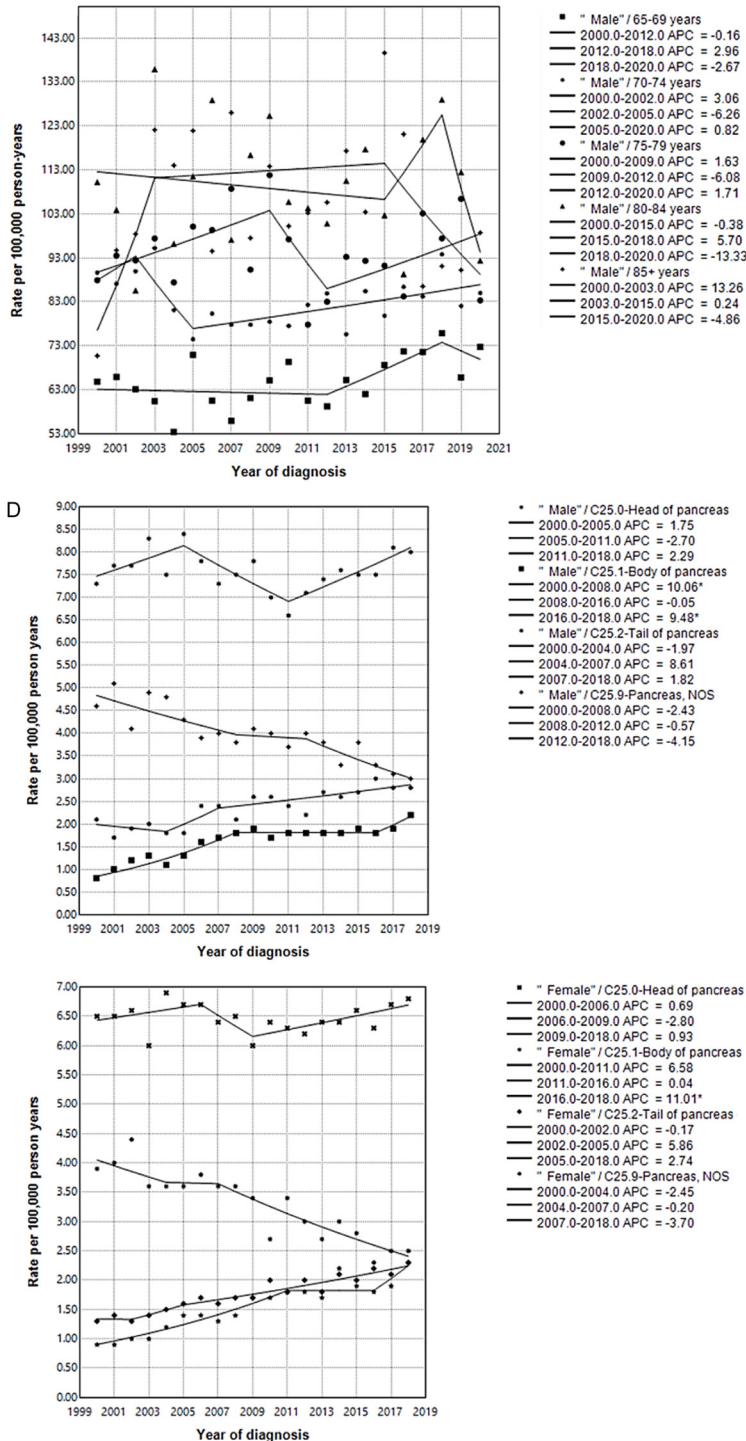 143.00
133.00
123.00
113.00
103.00
93.00
83.00
73.00
63.00
53.00
Rate per 100,000 person-years
1999 2001 2003 2005 2007 2009 2011 2013 2015 2017 2019 2021
Year of diagnosis
" Male" / 65-69 years
2000.0-2012.0 APC = -0.16
2012.0-2018.0 APC = 2.96
2018.0-2020.0 APC = -2.67
" Male" / 70-74 years
2000.0-2002.0 APC = 3.06
2002.0-2005.0 APC = -6.26
2005.0-2020.0 APC = 0.82
" Male" / 75-79 years
2000.0-2009.0 APC = 1.63
2009.0-2012.0 APC = -6.08
2012.0-2020.0 APC = 1.71
" Male" / 80-84 years
2000.0-2015.0 APC = -0.38
2015.0-2018.0 APC = 5.70
2018.0-2020.0 APC = -13.33
" Male" / 85+ years
2000.0-2003.0 APC = 13.26
2003.0-2015.0 APC = 0.24
2015.0-2020.0 APC = -4.86
D
9.00
8.50
8.00
7.50
7.00
6.50
6.00
5.50
5.00
4.50
4.00
3.50
3.00
2.50
2.00
1.50
1.00
0.50
0.00
Rate per 100,000 person years
1999 2001 2003 2005 2007 2009 2011 2013 2015 2017 2019
Year of diagnosis
" Male" / C25.0-Head of pancreas
2000.0-2005.0 APC = 1.75
2005.0-2011.0 APC = -2.70
2011.0-2018.0 APC = 2.29
" Male" / C25.1-Body of pancreas
2000.0-2008.0 APC = 10.06*
2008.0-2016.0 APC = -0.05
2016.0-2018.0 APC = 9.48*
" Male" / C25.2-Tail of pancreas
2000.0-2004.0 APC = -1.97
2004.0-2007.0 APC = 8.61
2007.0-2018.0 APC = 1.82
" Male" / C25.9-Pancreas, NOS
2000.0-2008.0 APC = -2.43
2008.0-2012.0 APC = -0.57
2012.0-2018.0 APC = -4.15
7.00
6.50
6.00
5.50
5.00
4.50
4.00
3.50
3.00
2.50
2.00
1.50
1.00
0.50
0.00
Rate per 100,000 person years
1999 2001 2003 2005 2007 2009 2011 2013 2015 2017 2019
Year of diagnosis
" Female" / C25.0-Head of pancreas
2000.0-2006.0 APC = 0.69
2006.0-2009.0 APC = -2.80
2009.0-2018.0 APC = 0.93
" Female" / C25.1-Body of pancreas
2000.0-2011.0 APC = 6.58
2011.0-2016.0 APC = 0.04
2016.0-2018.0 APC = 11.01*
" Female" / C25.2-Tail of pancreas
2000.0-2002.0 APC = -0.17
2002.0-2005.0 APC = 5.86
2005.0-2018.0 APC = 2.74
" Female" / C25.9-Pancreas, NOS
2000.0-2004.0 APC = -2.45
2004.0-2007.0 APC = -0.20
2007.0-2018.0 APC = -3.70